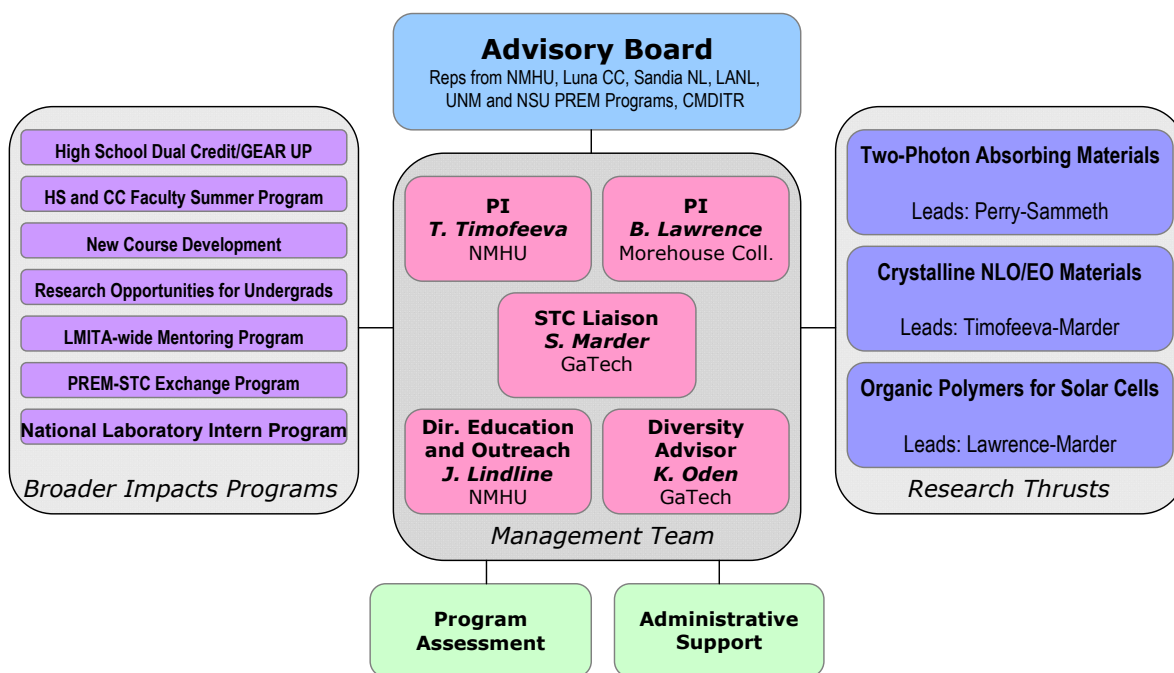 Advisory Board
Reps from NMHU, Luna CC, Sandia NL, LANL,
UNM and NSU PREM Programs, CMDITR
High School Dual Credit/GEAR UP
HS and CC Faculty Summer Program
New Course Development
Research Opportunities for Undergrads
LMITA-wide Mentoring Program
PREM-STC Exchange Program
National Laboratory Intern Program
Broader Impacts Programs
PI
T. Timofeeva
NMHU
PI
B. Lawrence
Morehouse Coll.
STC Liaison
S. Marder
GaTech
Dir. Education
and Outreach
J. Lindline
NMHU
Diversity
Advisor
K. Oden
GaTech
Management Team
Two-Photon Absorbing Materials
Leads: Perry-Sammeth
Crystalline NLO/EO Materials
Leads: Timofeeva-Marder
Organic Polymers for Solar Cells
Leads: Lawrence-Marder
Research Thrusts
Program
Assessment
Administrative
Support